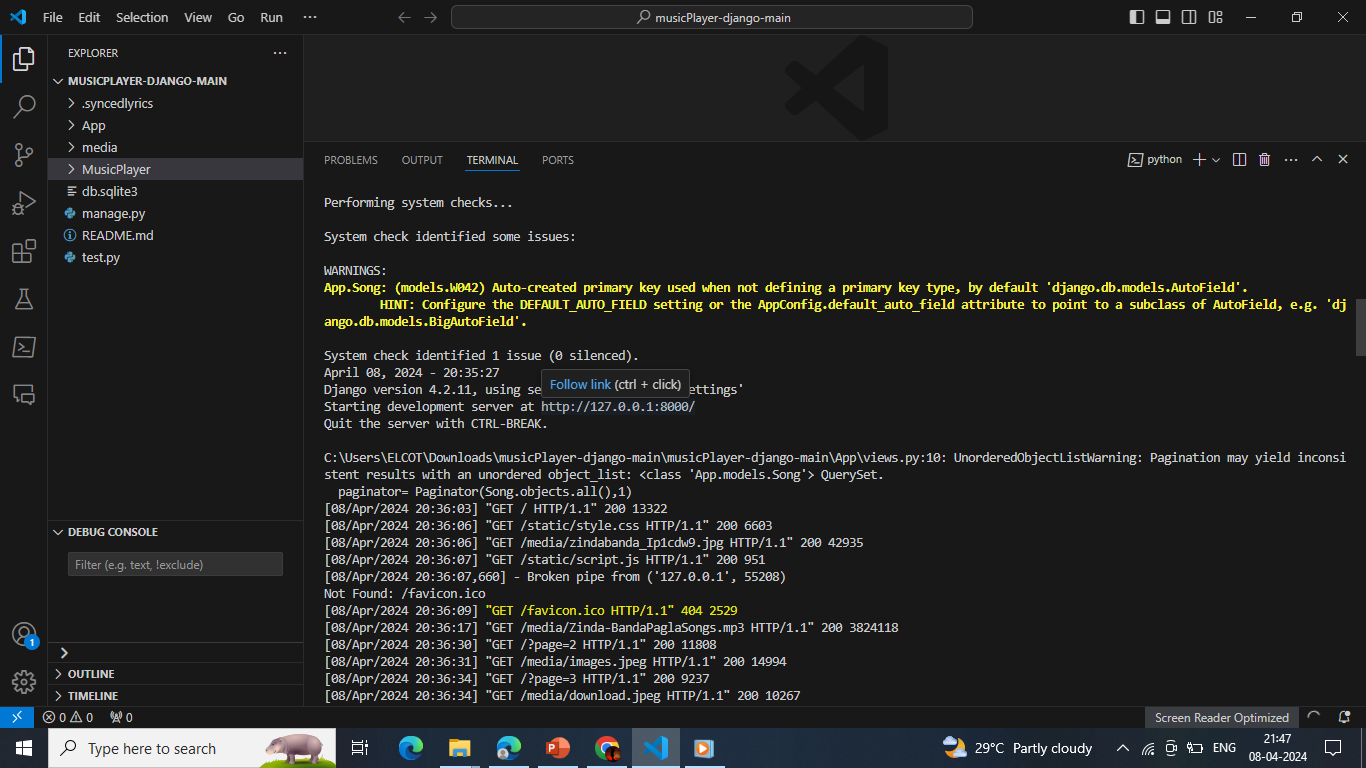 File Edit Selection View Go Run ···
musicPlayer-django-main
EXPLORER
MUSICPLAYER-DJANGO-MAIN
.syncedlyrics
App
media
MusicPlayer
db.sqlite3
manage.py
README.md
test.py
DEBUG CONSOLE
Filter (e.g. text, !exclude)
OUTLINE
TIMELINE
PROBLEMS OUTPUT TERMINAL PORTS
python
Performing system checks...
System check identified some issues:
WARNINGS:
App.Song: (models.W042) Auto-created primary key used when not defining a primary key type, by default 'django.db.models.AutoField'.
HINT: Configure the DEFAULT_AUTO_FIELD setting or the AppConfig.default_auto_field attribute to point to a subclass of AutoField, e.g. 'dj
ango.db.models.BigAutoField'.
System check identified 1 issue (0 silenced).
April 08, 2024 - 20:35:27
Follow link (ctrl + click)
Django version 4.2.11, using se ettings'
Starting development server at http://127.0.0.1:8000/
Quit the server with CTRL-BREAK.
C:\Users\ELCOT\Downloads\musicPlayer-django-main\musicPlayer-django-main\App\views.py:10: UnorderedObjectListWarning: Pagination may yield inconsi
stent results with an unordered object_list: <class 'App.models.Song'> QuerySet.
paginator= Paginator(Song.objects.all(),1)
[08/Apr/2024 20:36:03] "GET / HTTP/1.1" 200 13322
[08/Apr/2024 20:36:06] "GET /static/style.css HTTP/1.1" 200 6603
[08/Apr/2024 20:36:06] "GET /media/zindabanda_Ip1cdw9.jpg HTTP/1.1" 200 42935
[08/Apr/2024 20:36:07] "GET /static/script.js HTTP/1.1" 200 951
[08/Apr/2024 20:36:07,660] - Broken pipe from ('127.0.0.1', 55208)
Not Found: /favicon.ico
[08/Apr/2024 20:36:09] "GET /favicon.ico HTTP/1.1" 404 2529
[08/Apr/2024 20:36:17] "GET /media/Zinda-BandaPaglaSongs.mp3 HTTP/1.1" 200 3824118
[08/Apr/2024 20:36:30] "GET /?page=2 HTTP/1.1" 200 11808
[08/Apr/2024 20:36:31] "GET /media/images.jpeg HTTP/1.1" 200 14994
[08/Apr/2024 20:36:34] "GET /?page=3 HTTP/1.1" 200 9237
[08/Apr/2024 20:36:34] "GET /media/download.jpeg HTTP/1.1" 200 10267
1
0 0 0
Screen Reader Optimized
Type here to search
29°C Partly cloudy
ENG
21:47
08-04-2024